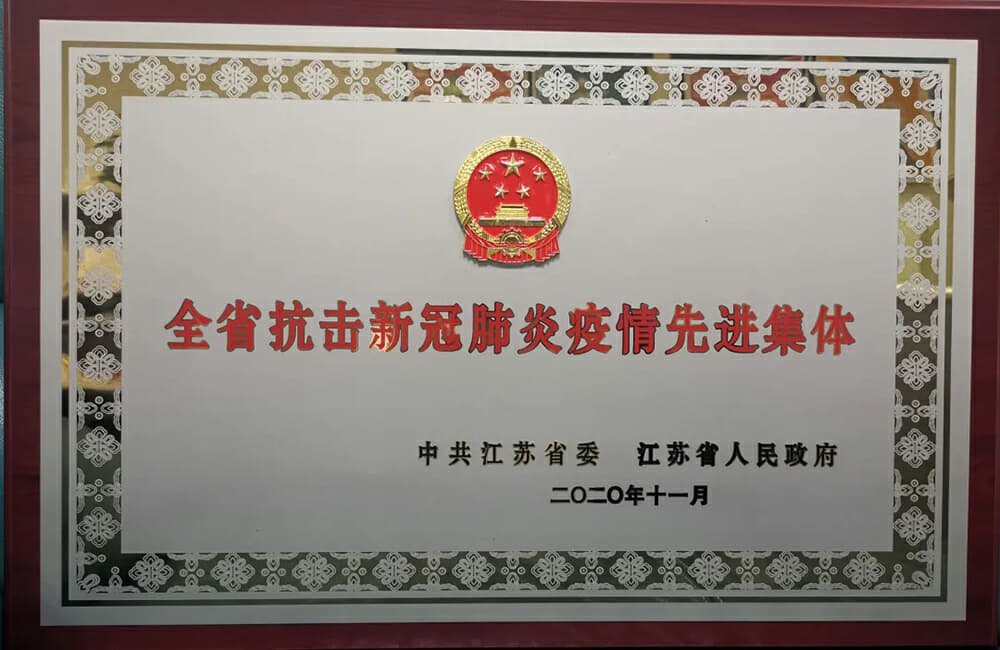 全省抗击新冠肺炎疫情先进集体
中共江苏省委 江苏省人民政府
二〇二〇年十一月